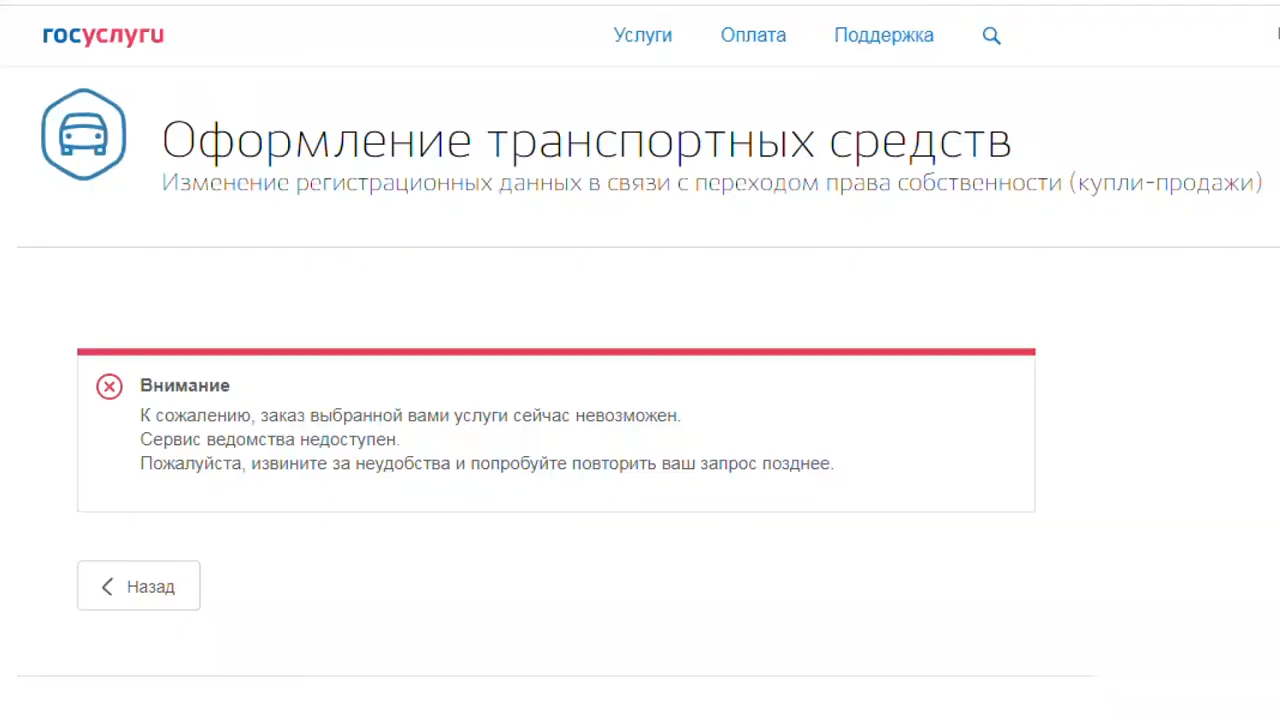 госуслуги
Услуги Оплата Поддержка
Оформление транспортных средств
Изменение регистрационных данных в связи с переходом права собственности (купли-продажи)
Внимание
К сожалению, заказ выбранной вами услуги сейчас невозможен.
Сервис ведомства недоступен.
Пожалуйста, извините за неудобства и попробуйте повторить ваш запрос позднее.
Назад